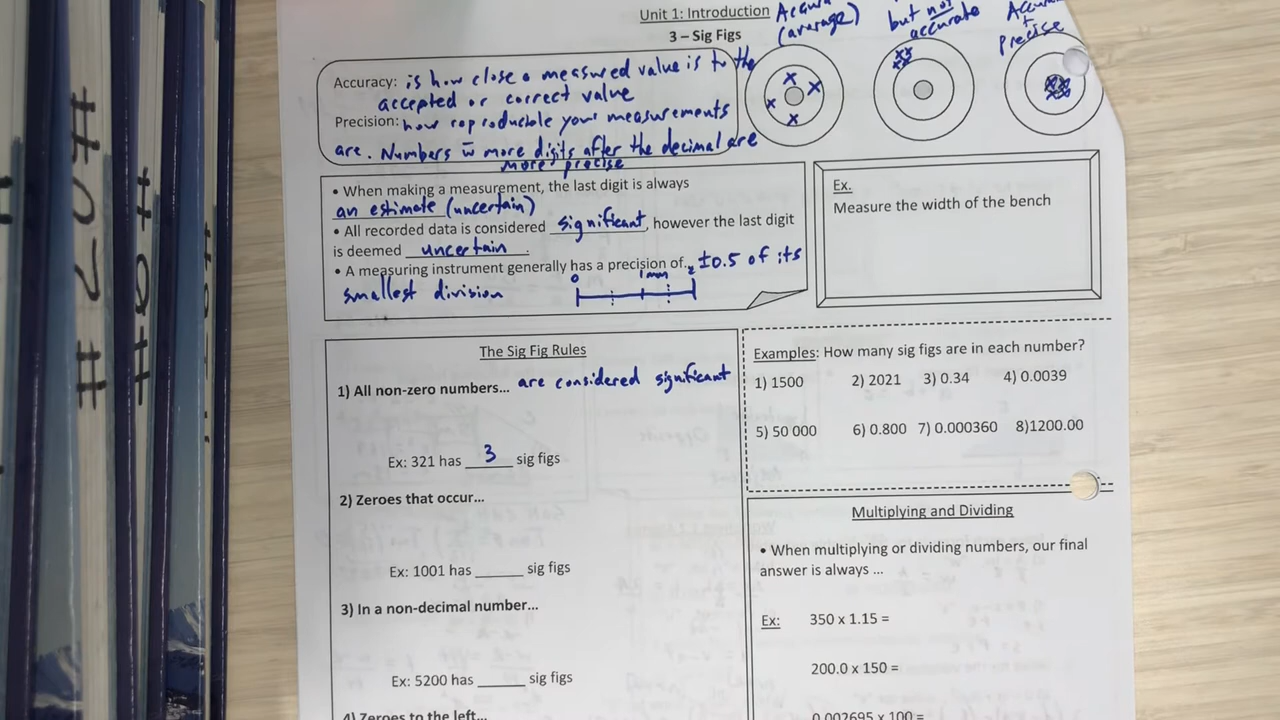 Unit 1: Introduction
3 – Sig Figs
(average)
but not
accurate
precise
Accuracy: is how close a measured value is to the
accepted or correct value
Precision: how reproducible your measurements
are. Numbers w̄ more digits after the decimal are
more precise
• When making a measurement, the last digit is always
an estimate (uncertain)
• All recorded data is considered significant, however the last digit
is deemed uncertain.
• A measuring instrument generally has a precision of... ±0.5 of its
smallest division
0 1mm 2
Ex.
Measure the width of the bench
The Sig Fig Rules
1) All non-zero numbers... are considered significant
Ex: 321 has 3 sig figs
2) Zeroes that occur...
Ex: 1001 has ______ sig figs
3) In a non-decimal number...
Ex: 5200 has ______ sig figs
4) Zeroes to the left...
Examples: How many sig figs are in each number?
1) 1500 2) 2021 3) 0.34 4) 0.0039
5) 50 000 6) 0.800 7) 0.000360 8)1200.00
Multiplying and Dividing
• When multiplying or dividing numbers, our final
answer is always ...
Ex: 350 x 1.15 =
200.0 x 150 =
0.002695 x 100 =